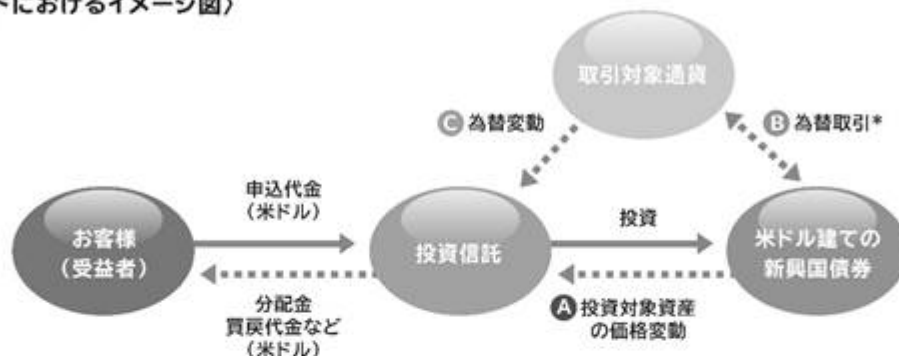 ドにおけるイメージ図〉
取引対象通貨
C 為替変動
B 為替取引*
申込代金
(米ドル)
お客様
(受益者)
投資信託
投資
米ドル建ての
新興国債券
分配金
買戻代金など
(米ドル)
A 投資対象資産
の価格変動